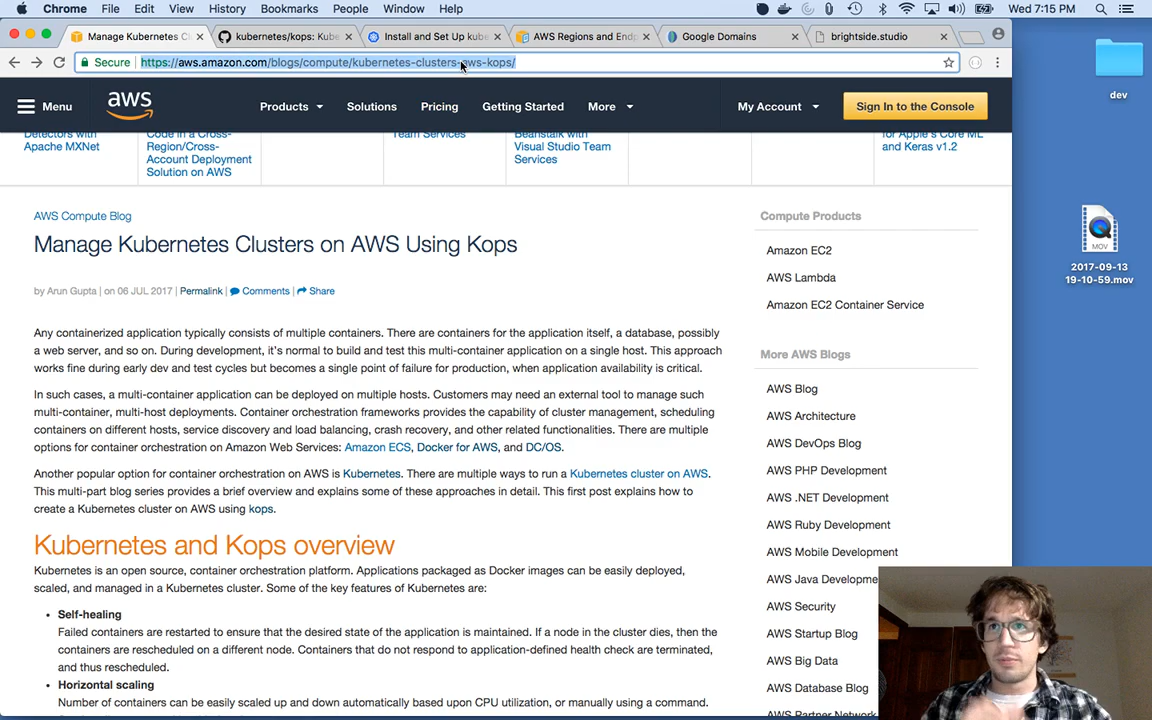 Chrome File Edit View History Bookmarks People Window Help
Wed 7:15 PM
Manage Kubernetes Cl
kubernetes/kops: Kube
Install and Set Up kube
AWS Regions and Endp
Google Domains
brightside.studio
Secure
https://aws.amazon.com/blogs/compute/kubernetes-clusters-aws-kops/
Menu
aws
Products
Solutions
Pricing
Getting Started
More
My Account
Sign In to the Console
Detectors with
Apache MXNet
Code in a Cross-
Region/Cross-
Account Deployment
Solution on AWS
Team Services
Beanstalk with
Visual Studio Team
Services
for Apple's Core ML
and Keras v1.2
AWS Compute Blog
Manage Kubernetes Clusters on AWS Using Kops
by Arun Gupta | on 06 JUL 2017 | Permalink | Comments | Share
Any containerized application typically consists of multiple containers. There are containers for the application itself, a database, possibly
a web server, and so on. During development, it's normal to build and test this multi-container application on a single host. This approach
works fine during early dev and test cycles but becomes a single point of failure for production, when application availability is critical.
In such cases, a multi-container application can be deployed on multiple hosts. Customers may need an external tool to manage such
multi-container, multi-host deployments. Container orchestration frameworks provides the capability of cluster management, scheduling
containers on different hosts, service discovery and load balancing, crash recovery, and other related functionalities. There are multiple
options for container orchestration on Amazon Web Services: Amazon ECS, Docker for AWS, and DC/OS.
Another popular option for container orchestration on AWS is Kubernetes. There are multiple ways to run a Kubernetes cluster on AWS.
This multi-part blog series provides a brief overview and explains some of these approaches in detail. This first post explains how to
create a Kubernetes cluster on AWS using kops.
Kubernetes and Kops overview
Kubernetes is an open source, container orchestration platform. Applications packaged as Docker images can be easily deployed,
scaled, and managed in a Kubernetes cluster. Some of the key features of Kubernetes are:
• Self-healing
Failed containers are restarted to ensure that the desired state of the application is maintained. If a node in the cluster dies, then the
containers are rescheduled on a different node. Containers that do not respond to application-defined health check are terminated,
and thus rescheduled.
• Horizontal scaling
Number of containers can be easily scaled up and down automatically based upon CPU utilization, or manually using a command.
Compute Products
Amazon EC2
AWS Lambda
Amazon EC2 Container Service
More AWS Blogs
AWS Blog
AWS Architecture
AWS DevOps Blog
AWS PHP Development
AWS .NET Development
AWS Ruby Development
AWS Mobile Development
AWS Java Developme
AWS Security
AWS Startup Blog
AWS Big Data
AWS Database Blog
AWS Partner Network
dev
MOV
2017-09-13
19-10-59.mov